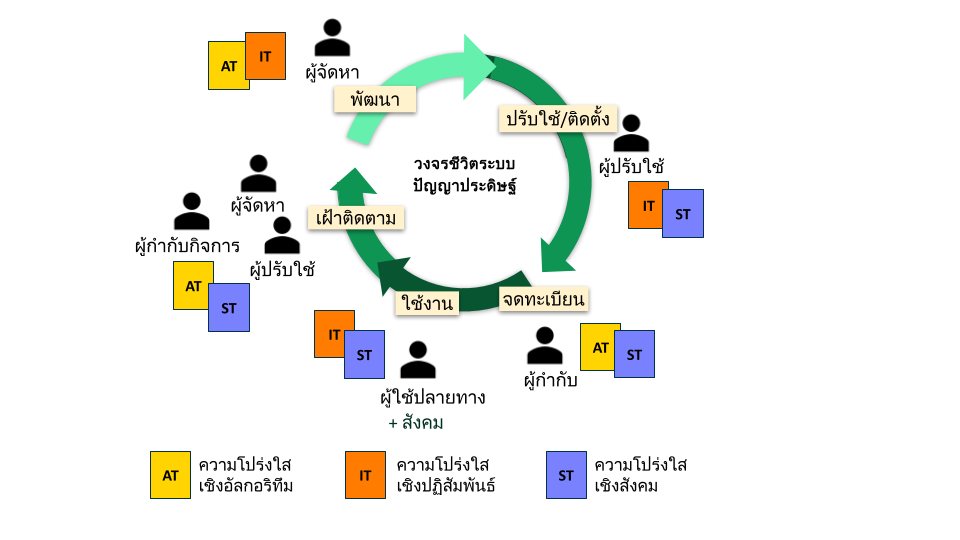 AT
IT
ผู้จัดหา
พัฒนา
ปรับใช้/ติดตั้ง
ผู้ปรับใช้
IT
ST
วงจรชีวิตระบบ
ปัญญาประดิษฐ์
ผู้จัดหา
ผู้กำกับกิจการ
ผู้ปรับใช้
เฝ้าติดตาม
AT
ST
ใช้งาน
จดทะเบียน
IT
ST
ผู้ใช้ปลายทาง
+ สังคม
ผู้กำกับ
AT
ST
AT
ความโปร่งใส
เชิงอัลกอริทึม
IT
ความโปร่งใส
เชิงปฏิสัมพันธ์
ST
ความโปร่งใส
เชิงสังคม